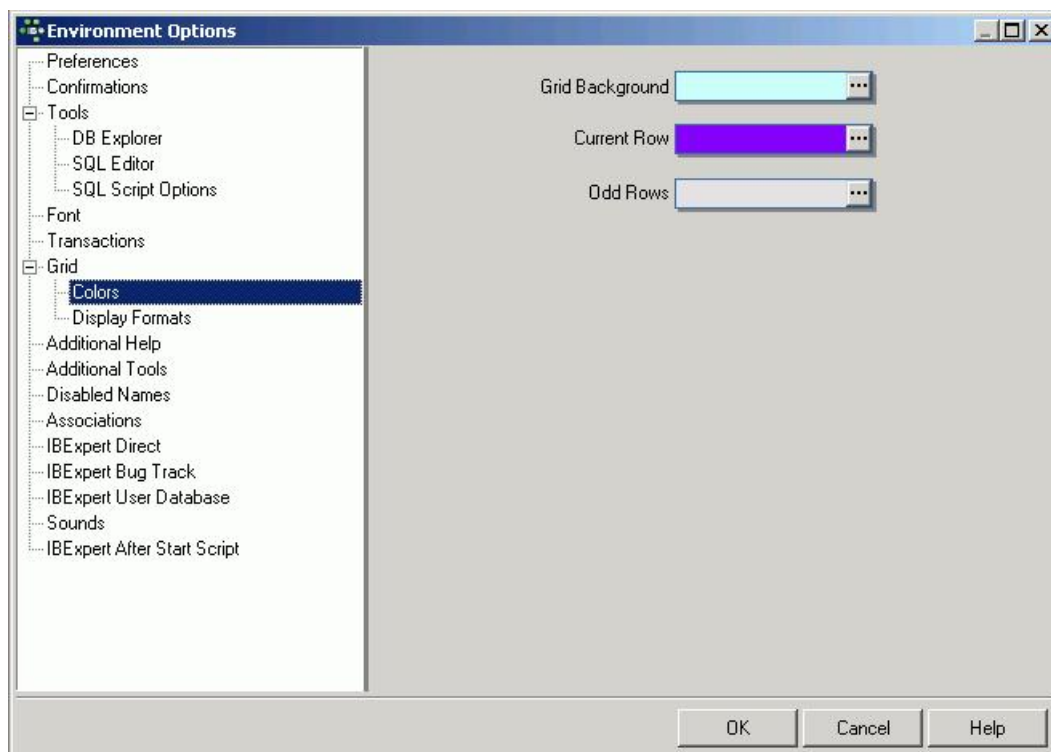 Environment Options
Preferences
Confirmations
Tools
DB Explorer
SQL Editor
SQL Script Options
Font
Transactions
Grid
Colors
Display Formats
Additional Help
Additional Tools
Disabled Names
Associations
IBExpert Direct
IBExpert Bug Track
IBExpert User Database
Sounds
IBExpert After Start Script
Grid Background ...
Current Row ...
Odd Rows ...
OK Cancel Help